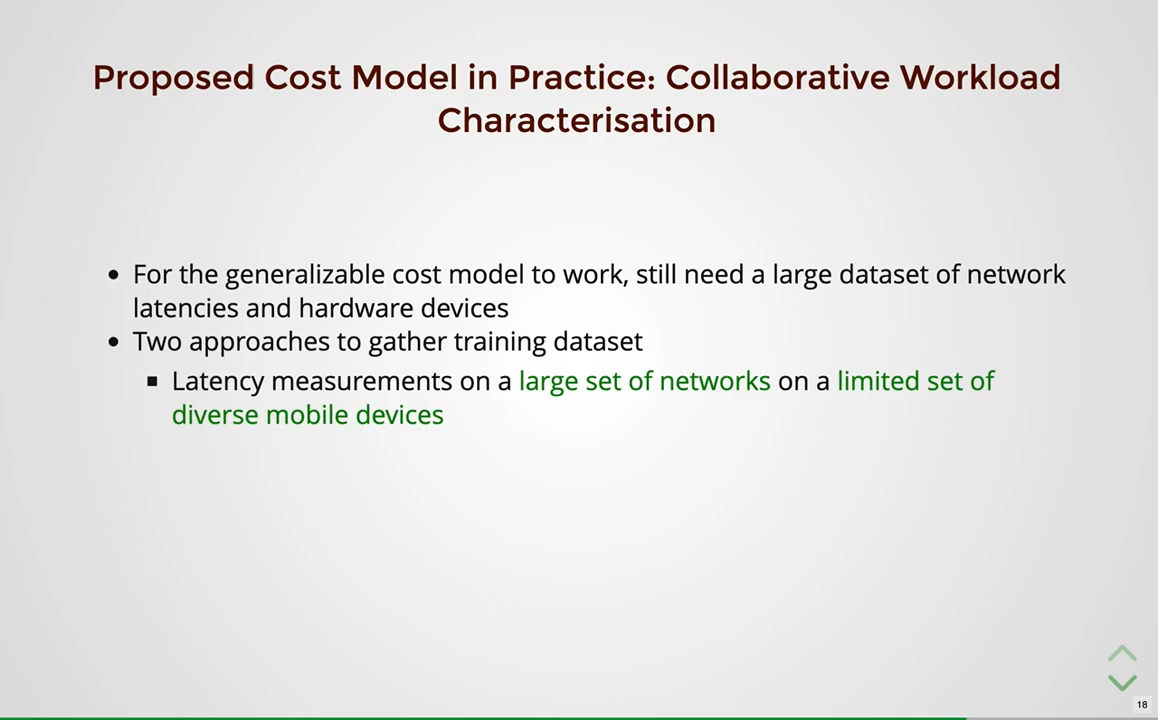 Proposed Cost Model in Practice: Collaborative Workload
Characterisation
• For the generalizable cost model to work, still need a large dataset of network
latencies and hardware devices
• Two approaches to gather training dataset
▪ Latency measurements on a large set of networks on a limited set of
diverse mobile devices
18